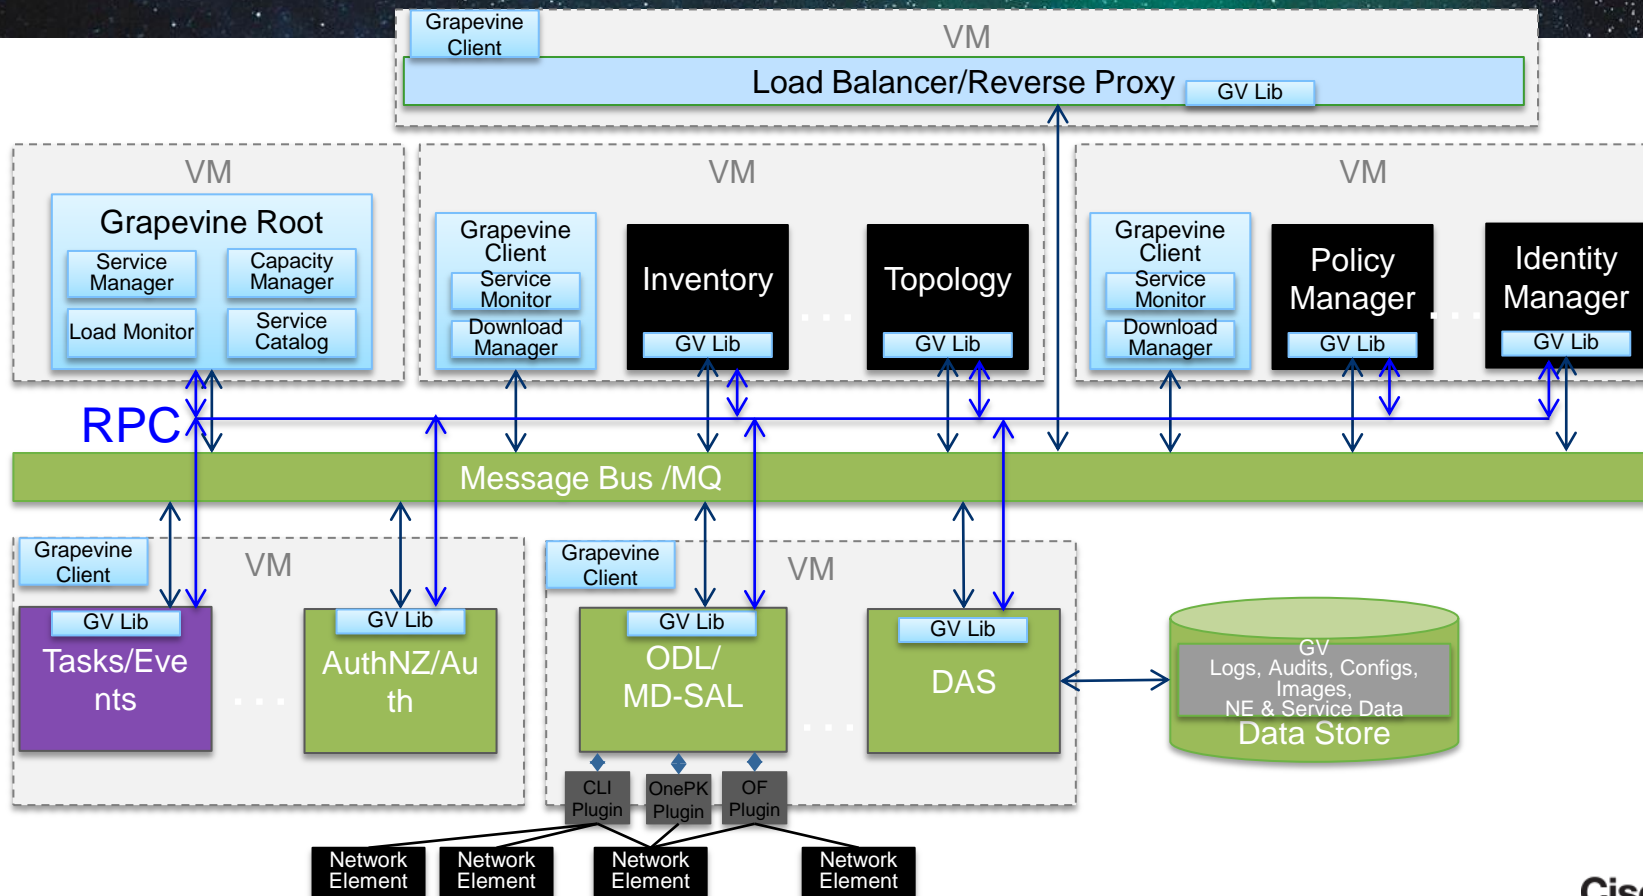 Grapevine
Client
VM
Load Balancer/Reverse Proxy
GV Lib
VM
Grapevine Root
Service
Manager
Capacity
Manager
Load Monitor
Service
Catalog
VM
Grapevine
Client
Service
Monitor
Download
Manager
Inventory
GV Lib
. . .
Topology
GV Lib
VM
Grapevine
Client
Service
Monitor
Download
Manager
Policy
Manager
GV Lib
. . .
Identity
Manager
GV Lib
RPC
Message Bus /MQ
Grapevine
Client
VM
GV Lib
Tasks/Eve
nts
. . .
GV Lib
AuthNZ/Au
th
Grapevine
Client
VM
GV Lib
ODL/
MD-SAL
. . .
GV Lib
DAS
GV
Logs, Audits, Configs,
Images,
NE & Service Data
Data Store
CLI
Plugin
OnePK
Plugin
OF
Plugin
Network
Element
Network
Element
Network
Element
Network
Element